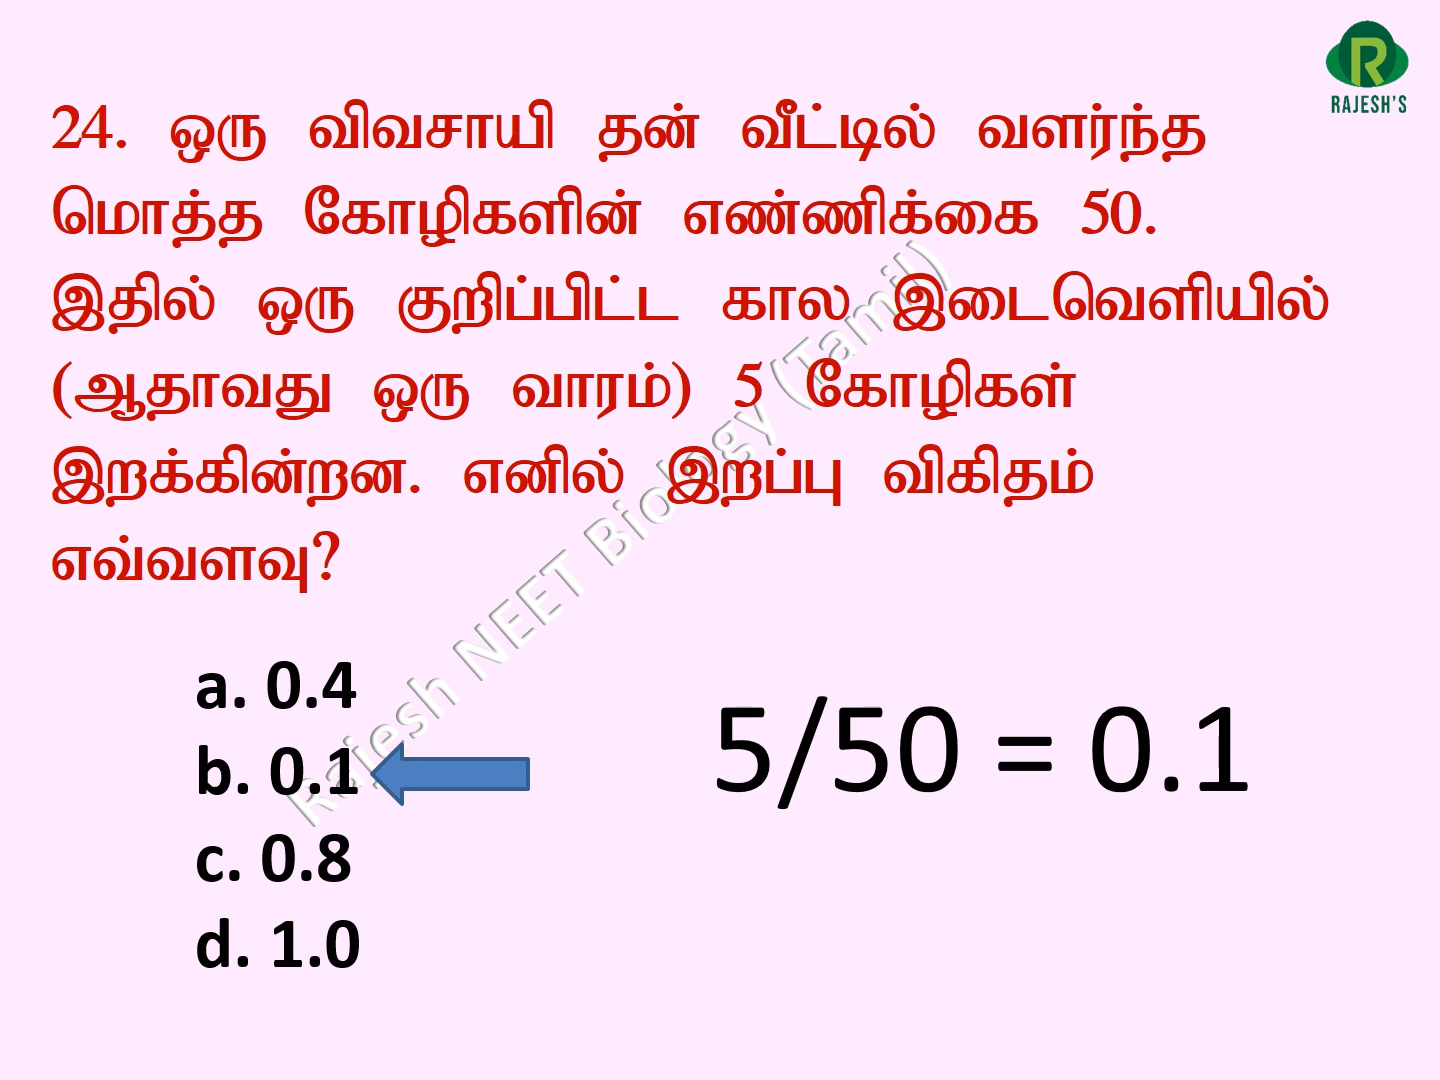 R
RAJESH'S
24. ஒரு விவசாயி தன் வீட்டில் வளர்ந்த
மொத்த கோழிகளின் எண்ணிக்கை 50.
இதில் ஒரு குறிப்பிட்ட கால இடைவெளியில்
(ஆதாவது ஒரு வாரம்) 5 கோழிகள்
இறக்கின்றன. எனில் இறப்பு விகிதம்
எவ்வளவு?
Rajesh NEET Biology (Tamil)
a. 0.4
b. 0.1
c. 0.8
d. 1.0
5/50 = 0.1